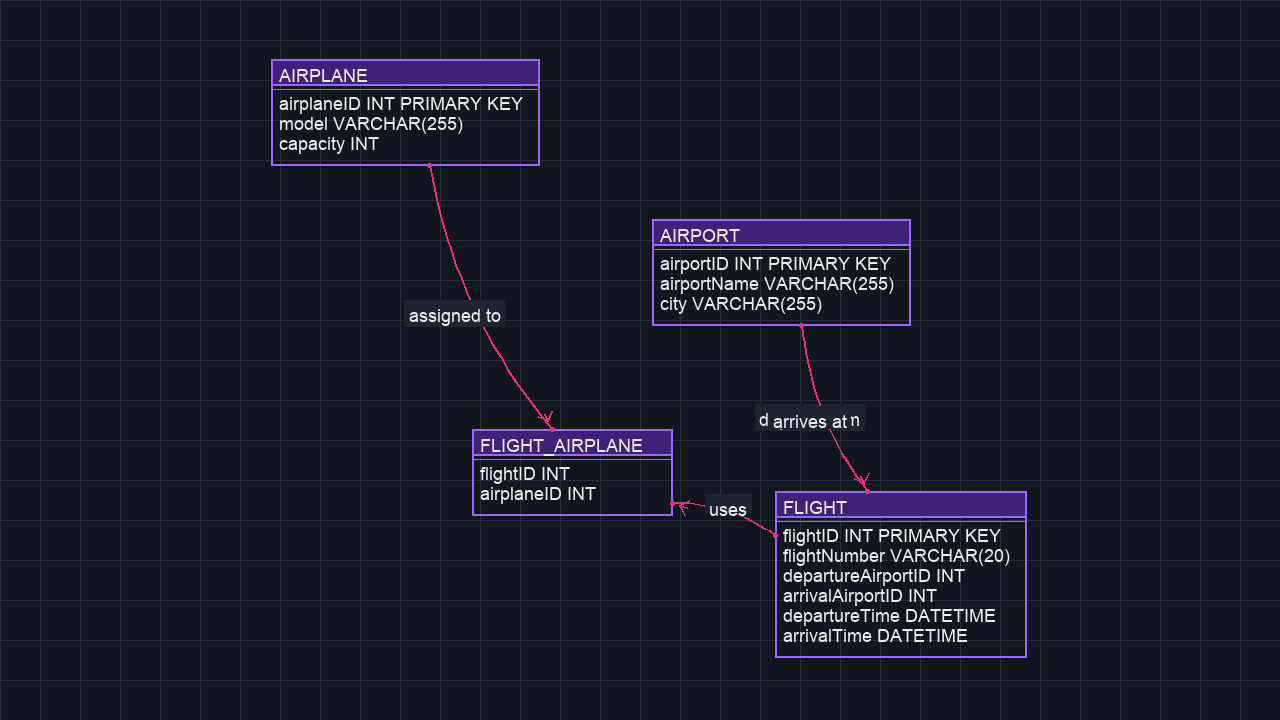 AIRPLANE
airplaneID INT PRIMARY KEY
model VARCHAR(255)
capacity INT
AIRPORT
airportID INT PRIMARY KEY
airportName VARCHAR(255)
city VARCHAR(255)
assigned to
arrives at
FLIGHT_AIRPLANE
flightID INT
airplaneID INT
uses
FLIGHT
flightID INT PRIMARY KEY
flightNumber VARCHAR(20)
departureAirportID INT
arrivalAirportID INT
departureTime DATETIME
arrivalTime DATETIME